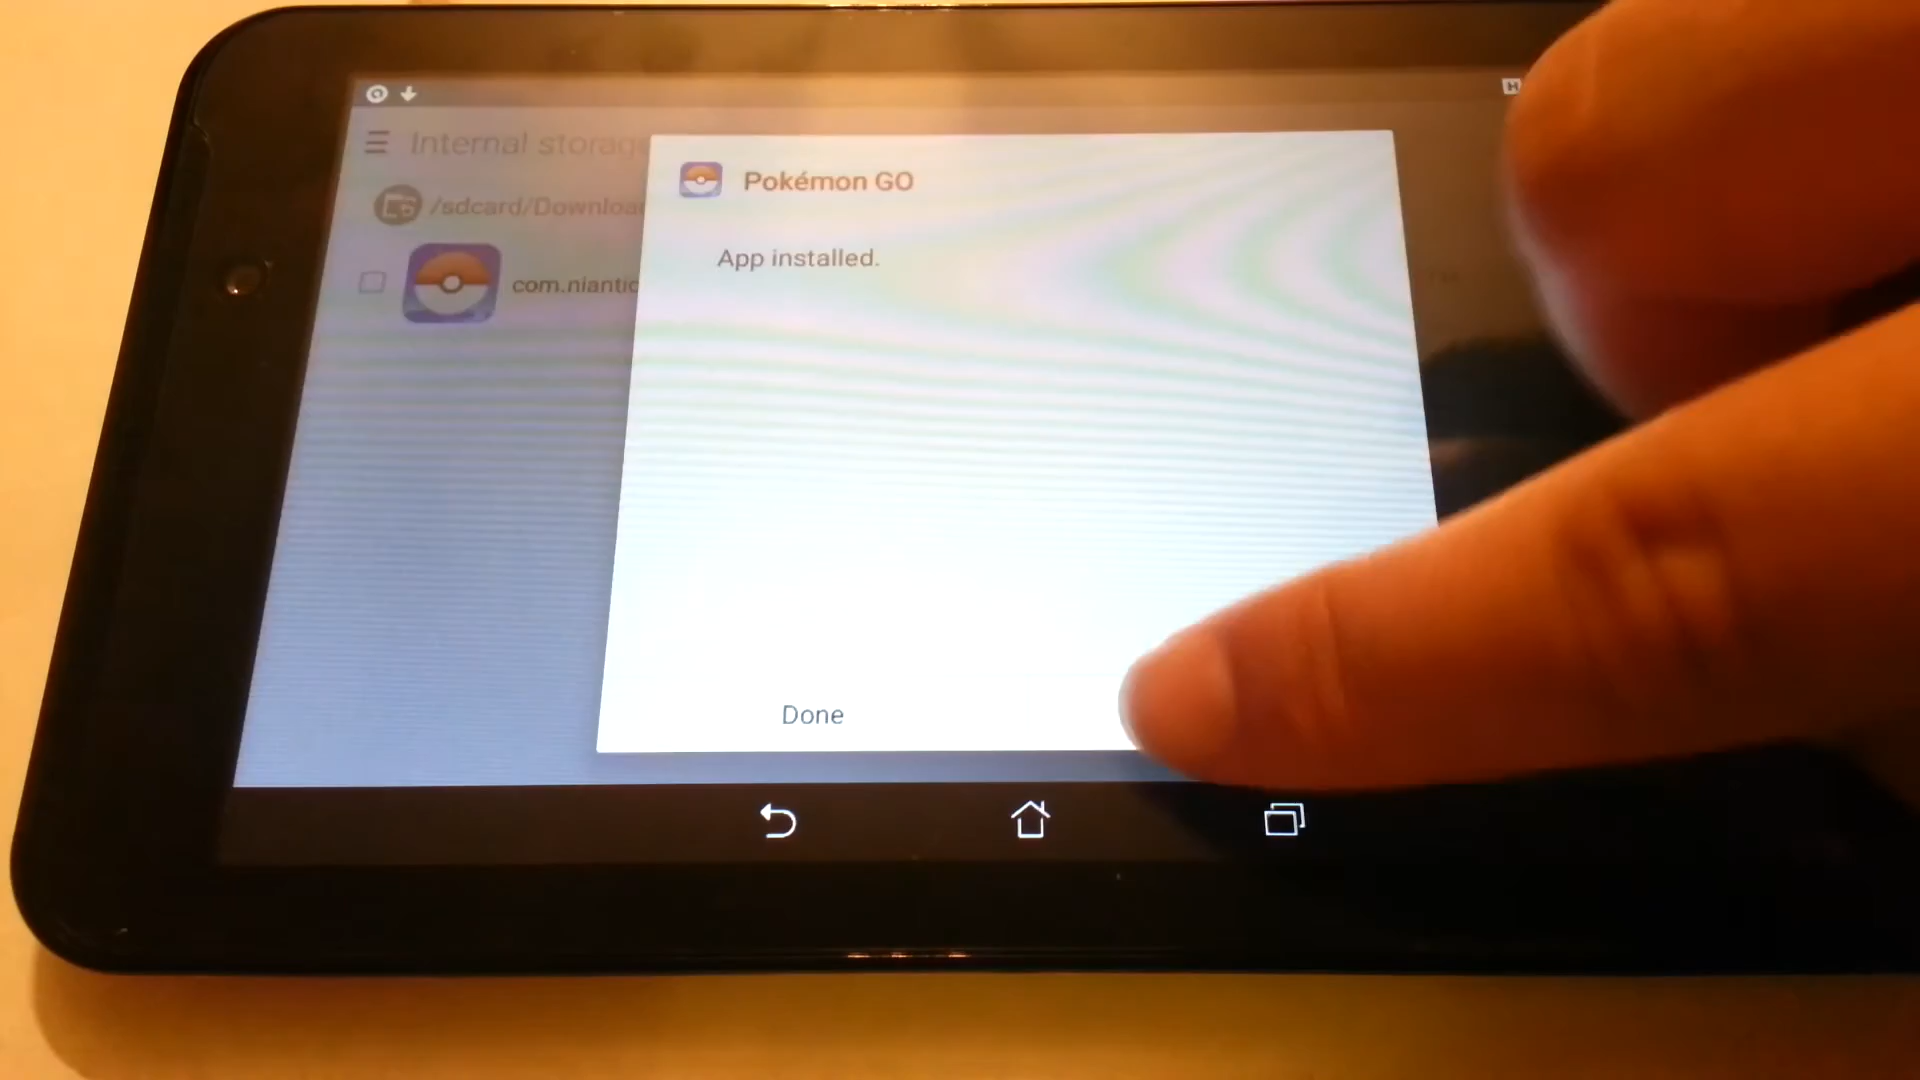 Internal storage
Pokémon GO
/sdcard/Download
App installed.
com.niantic
Done